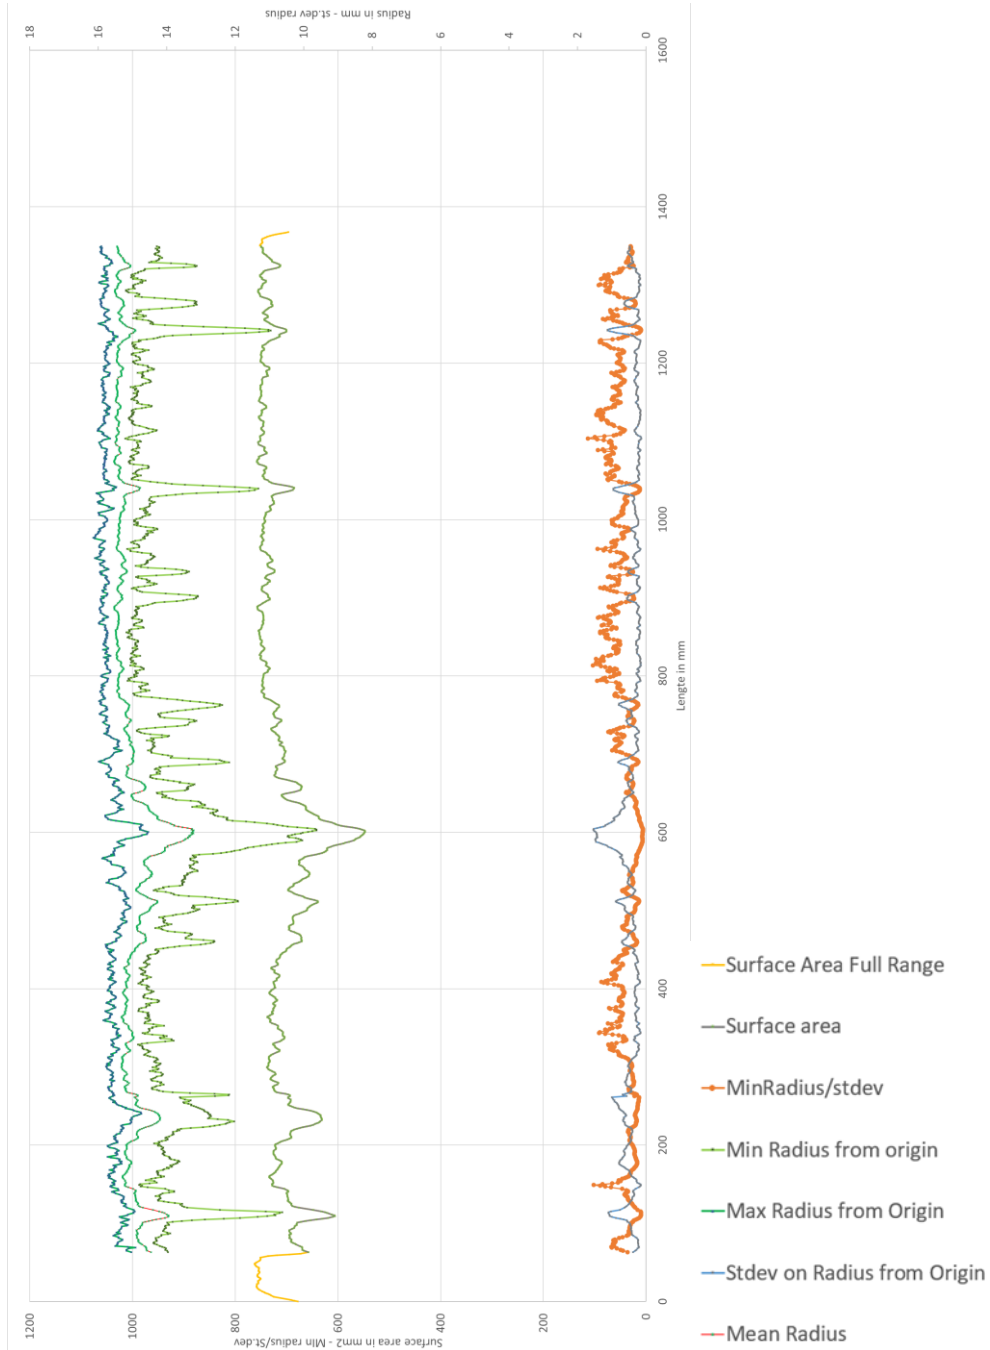 Radius in mm - st.dev radius
18 16 14 12 10 8 6 4 2 0
1600
1400
1200
1000
800
600
400
200
0
Lengte in mm
1200 1000 800 600 400 200 0
Surface area in mm2 - MIn radius/St.dev
Surface Area Full Range
Surface area
MinRadius/stdev
Min Radius from origin
Max Radius from Origin
Stdev on Radius from Origin
Mean Radius